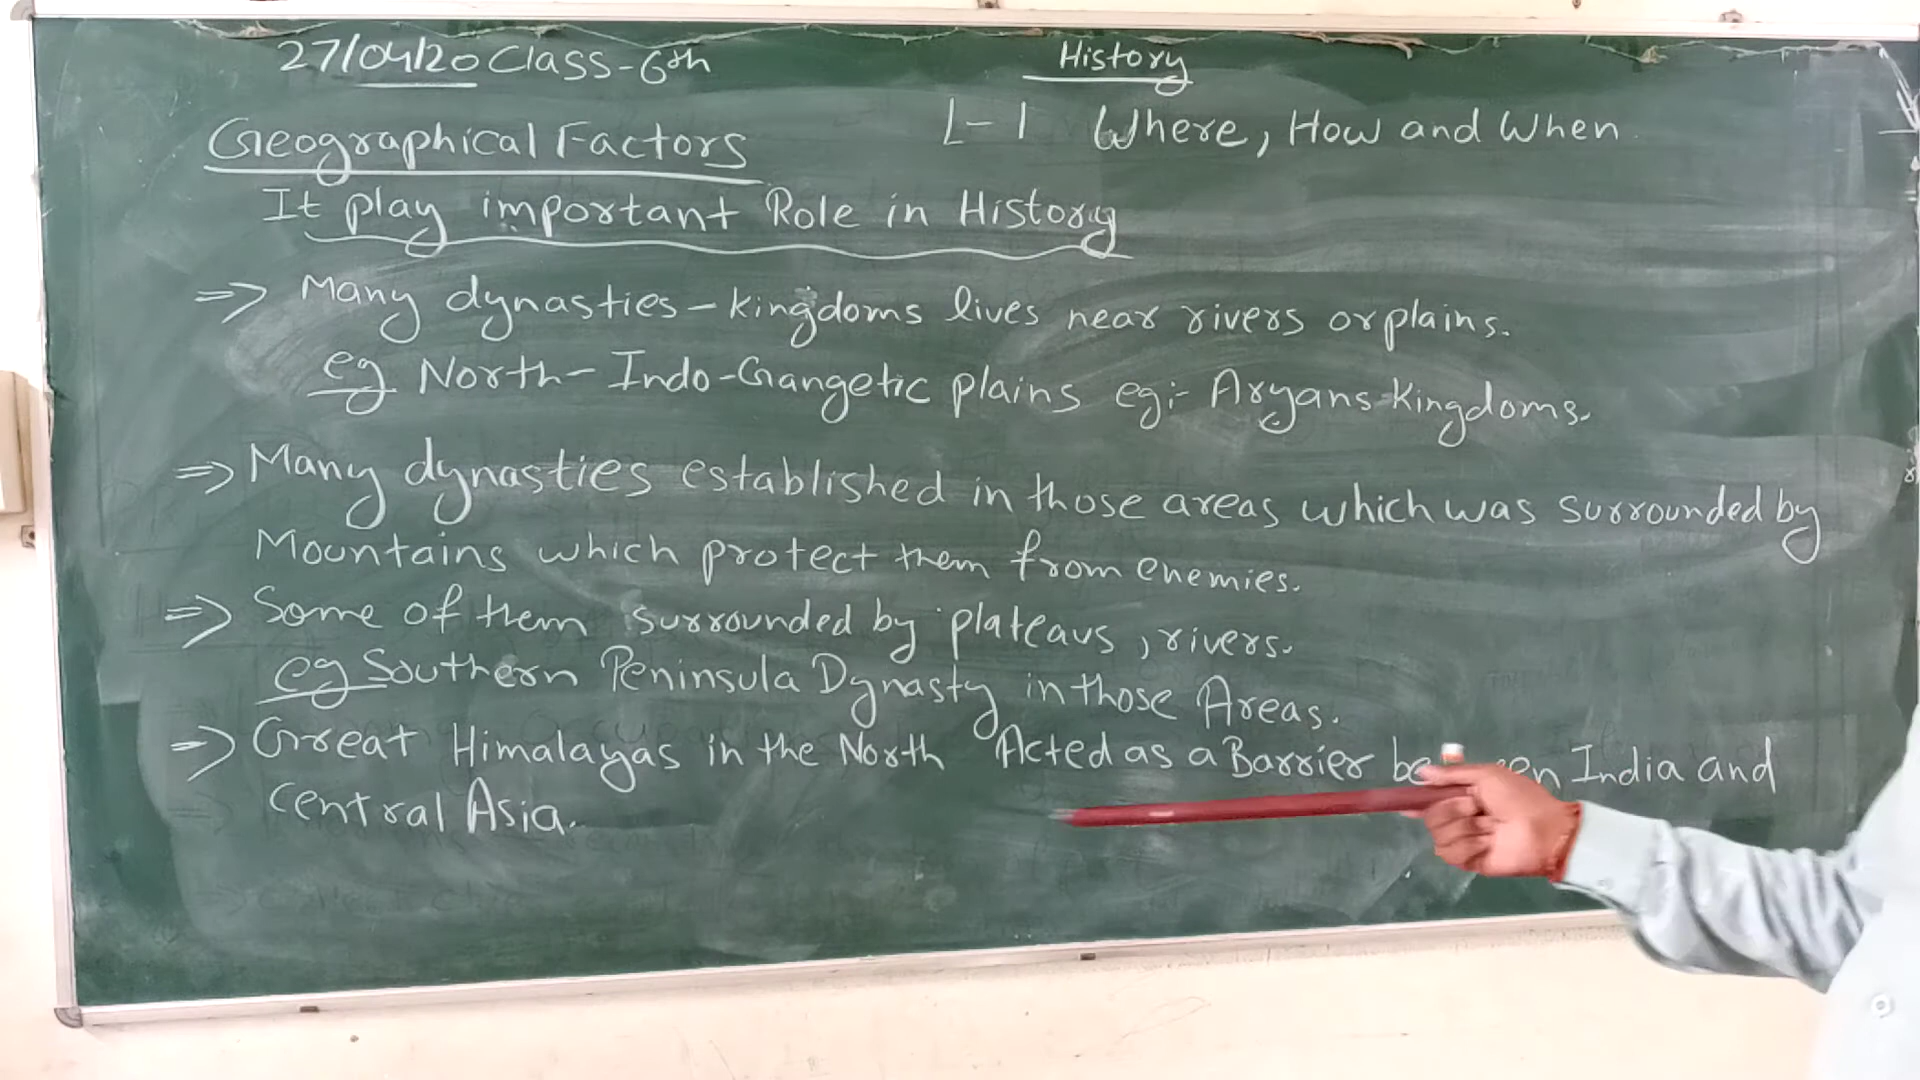 27/04/20 Class-6th
History
L-1 Where, How and When
Geographical Factors
It play important Role in History
=> Many dynasties-kingdoms lives near rivers or plains.
eg North-Indo-Gangetic plains eg:- Aryans-Kingdoms.
=> Many dynasties established in those areas which was surrounded by
Mountains which protect them from enemies.
=> Some of them surrounded by plateaus, rivers.
eg Southern Peninsula Dynasty in those Areas.
=> Great Himalayas in the North Acted as a Barrier India and
Central Asia.